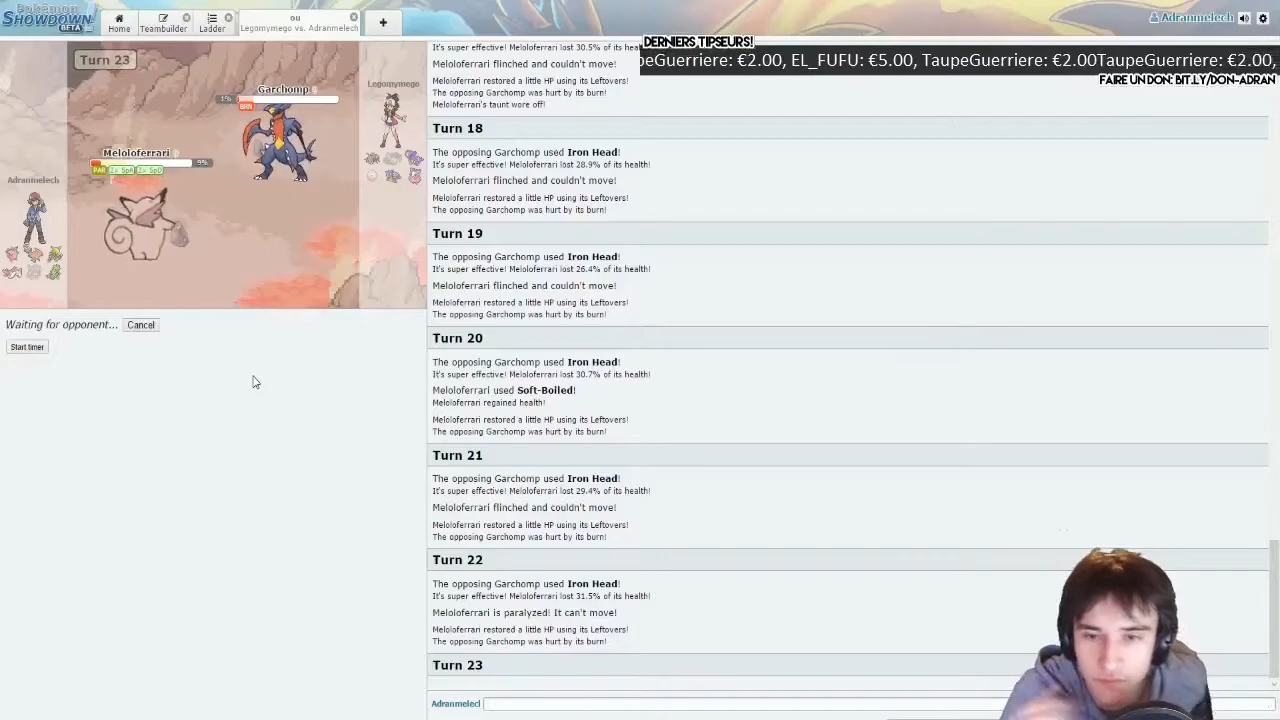 Pokémon
SHOWDOWN
BETA
Home
Teambuilder
Ladder
ou
Legomymego vs. Adranmelech
+
Adranmelech
DERNIERS TIPSEURS!
peGuerriere: €2.00, EL_FUFU: €5.00, TaupeGuerriere: €2.00TaupeGuerriere: €2.00,
FAIRE UN DON: BIT.LY/DON-ADRAN
Turn 23
Garchomp
1%
BRN
Legomymego
Meloloferrari
9%
PAR 2x SpA 2x SpD
Adranmelech
Waiting for opponent... Cancel
Start timer
It's super effective! Meloloferrari lost 30.5% of its heal
Meloloferrari flinched and couldn't move!
Meloloferrari restored a little HP using its Leftovers!
The opposing Garchomp was hurt by its burn!
Meloloferrari's taunt wore off!
Turn 18
The opposing Garchomp used Iron Head!
It's super effective! Meloloferrari lost 28.9% of its health!
Meloloferrari flinched and couldn't move!
Meloloferrari restored a little HP using its Leftovers!
The opposing Garchomp was hurt by its burn!
Turn 19
The opposing Garchomp used Iron Head!
It's super effective! Meloloferrari lost 26.4% of its health!
Meloloferrari flinched and couldn't move!
Meloloferrari restored a little HP using its Leftovers!
The opposing Garchomp was hurt by its burn!
Turn 20
The opposing Garchomp used Iron Head!
It's super effective! Meloloferrari lost 30.7% of its health!
Meloloferrari used Soft-Boiled!
Meloloferrari regained health!
Meloloferrari restored a little HP using its Leftovers!
The opposing Garchomp was hurt by its burn!
Turn 21
The opposing Garchomp used Iron Head!
It's super effective! Meloloferrari lost 29.4% of its health!
Meloloferrari flinched and couldn't move!
Meloloferrari restored a little HP using its Leftovers!
The opposing Garchomp was hurt by its burn!
Turn 22
The opposing Garchomp used Iron Head!
It's super effective! Meloloferrari lost 31.5% of its health!
Meloloferrari is paralyzed! It can't move!
Meloloferrari restored a little HP using its Leftovers!
The opposing Garchomp was hurt by its burn!
Turn 23
Adranmelecl